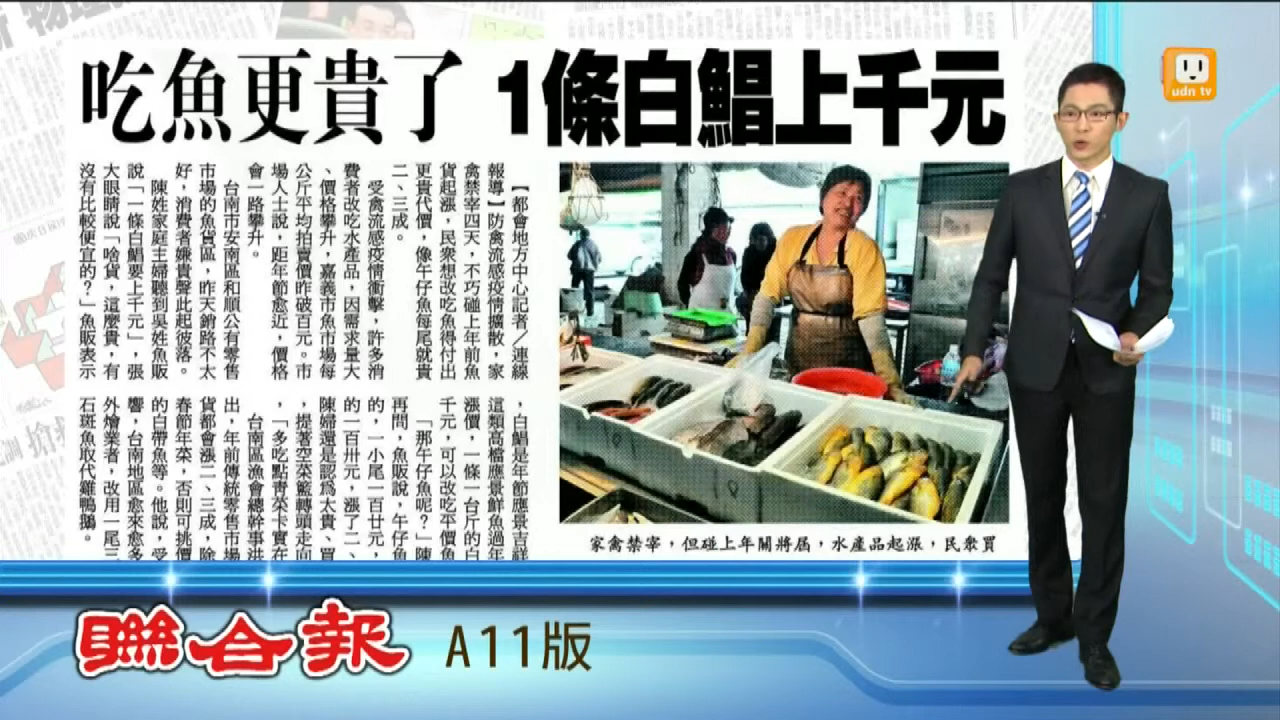 吃魚更貴了 1條白鯧上千元
udn tv
【都會地方中心記者／連線
報導】防禽流感疫情擴散，家
禽禁宰四天，不巧碰上年前魚
貨起漲，民眾想改吃魚得付出
更貴代價，像午仔魚每尾就貴
二、三成。
受禽流感疫情衝擊，許多消
費者改吃水產品，因需求量大
、價格攀升，嘉義市魚市場每
公斤平均拍賣價昨破百元。市
場人士說，距年節愈近，價格
會一路攀升。
台南市安南區和順公有零售
市場的魚貨區，昨天銷路不太
好，消費者嫌貴聲此起彼落。
陳姓家庭主婦聽到吳姓魚販
說「一條白鯧要上千元」，張
大眼睛說「啥貨，這麼貴，有
沒有比較便宜的？」魚販表示
，白鯧是年節應景吉祥
這類高檔應景鮮魚過年
漲價，一條一台斤的白
千元，可以改吃平價魚
「那午仔魚呢？」陳
再問，魚販說，午仔魚
的，一小尾一百廿元，
的一百卅元，漲了二、
陳婦還是認為太貴、買
，提著空菜籃轉頭走向
，「多吃點青菜卡實在
台南區漁會總幹事洪
出，年前傳統零售市場
貨都會漲二、三成，除
春節年菜，否則可挑價
的白帶魚等。他說，受
響，台南地區愈來愈多
外燴業者，改用一尾三
石斑魚取代雞鴨鵝。
家禽禁宰，但碰上年關將屆，水產品起漲，民眾買
聯合報
A11版